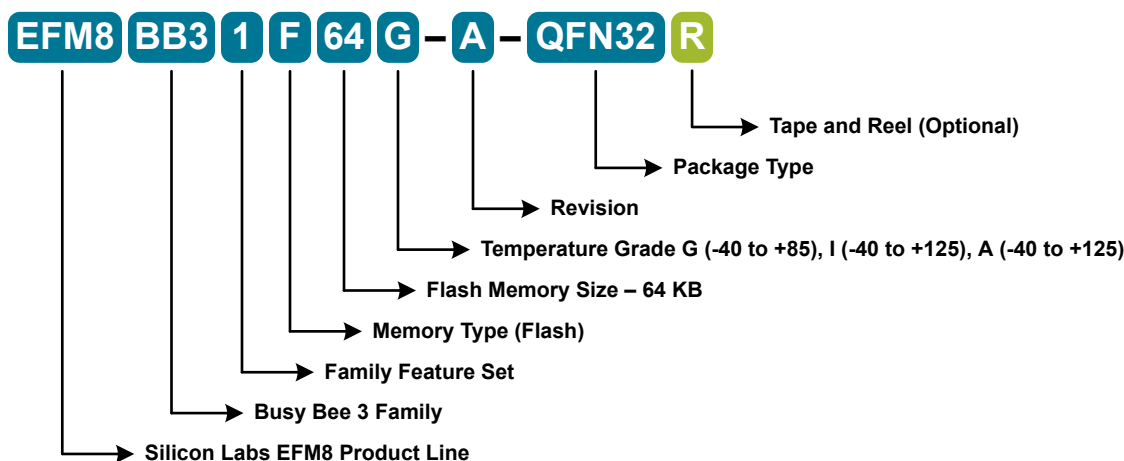 EFM8 BB3 1 F 64 G – A – QFN32 R
Tape and Reel (Optional)
Package Type
Revision
Temperature Grade G (-40 to +85), I (-40 to +125), A (-40 to +125)
Flash Memory Size – 64 KB
Memory Type (Flash)
Family Feature Set
Busy Bee 3 Family
Silicon Labs EFM8 Product Line